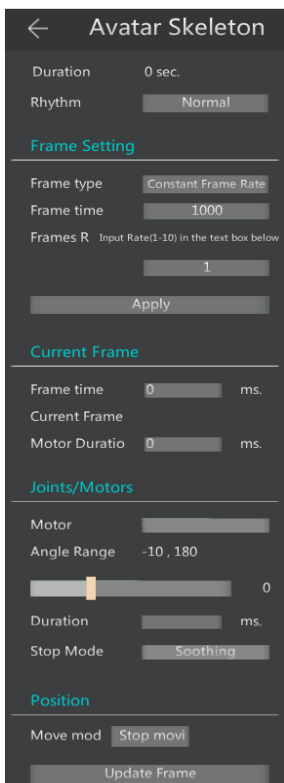 Avatar Skeleton
Duration 0 sec.
Rhythm Normal
Frame Setting
Frame type Constant Frame Rate
Frame time 1000
Frames R Input Rate(1-10) in the text box below
1
Apply
Current Frame
Frame time 0 ms.
Current Frame
Motor Duratio 0 ms.
Joints/Motors
Motor
Angle Range -10 , 180
0
Duration ms.
Stop Mode Soothing
Position
Move mod Stop movi
Update Frame